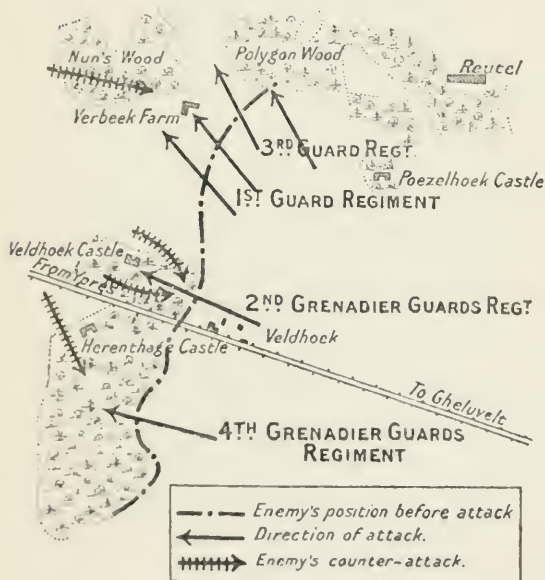 Nun's Wood
Polygon Wood
Reutel
Verbeek Farm
3RD GUARD REGT.
Poezelhoek Castle
1ST GUARD REGIMENT
Veldhoek Castle
From Ypres
2ND GRENADIER GUARDS REGT.
Veldhoek
Herenthage Castle
To Gheluvelt
4TH GRENADIER GUARDS
REGIMENT
Enemy's position before attack
Direction of attack.
Enemy's counter-attack.